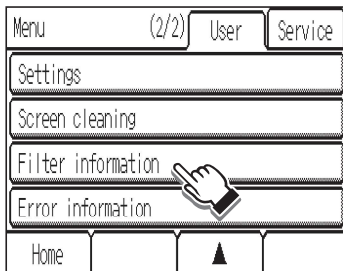 Menu (2/2) User Service
Settings
Screen cleaning
Filter information
Error information
Home ▲